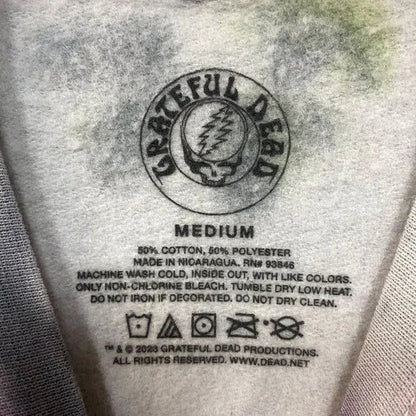 GRATEFUL DEAD
MEDIUM
50% COTTON, 50% POLYESTER
MADE IN NICARAGUA. RN# 93846
MACHINE WASH COLD, INSIDE OUT, WITH LIKE COLORS.
ONLY NON-CHLORINE BLEACH. TUMBLE DRY LOW HEAT.
DO NOT IRON IF DECORATED. DO NOT DRY CLEAN.
™ & © 2023 GRATEFUL DEAD PRODUCTIONS.
ALL RIGHTS RESERVED. WWW.DEAD.NET